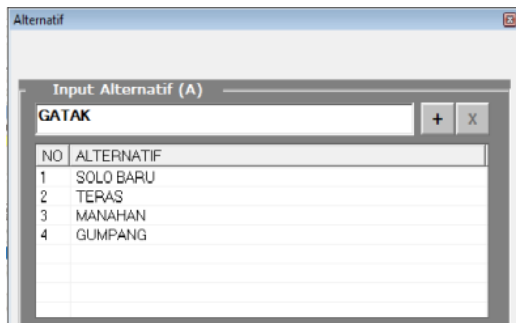 Alternatif
Input Alternatif (A)
GATAK
+ X
NO ALTERNATIF
1 SOLO BARU
2 TERAS
3 MANAHAN
4 GUMPANG